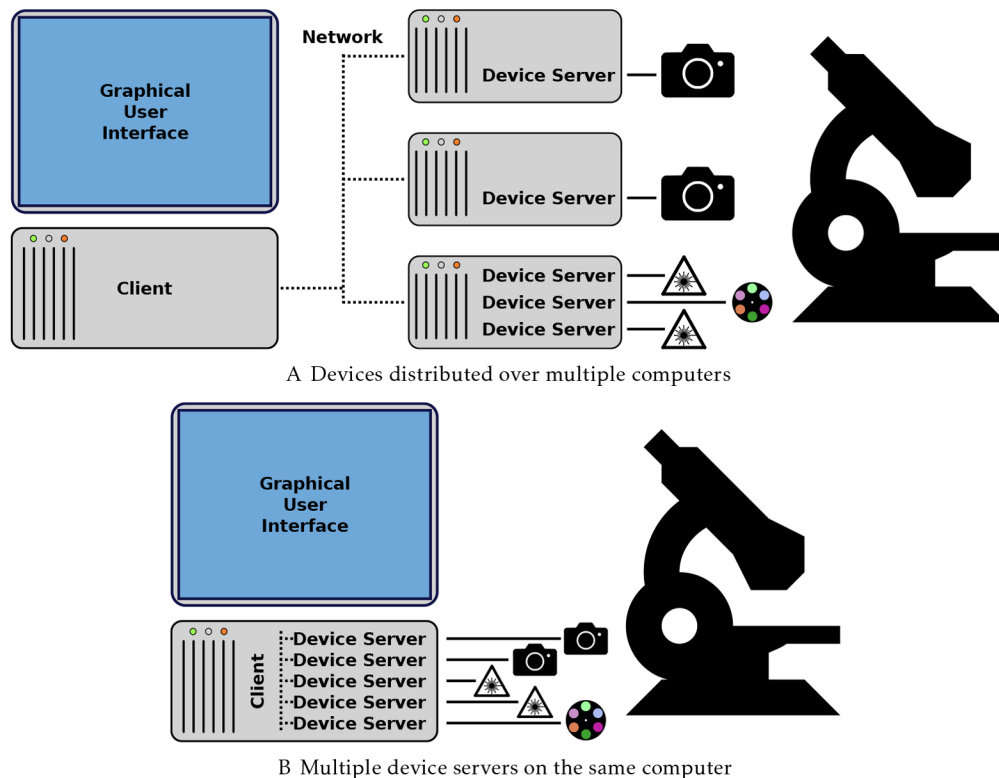 Graphical
User
Interface
Network
Device Server
Device Server
Client
Device Server
Device Server
Device Server
A Devices distributed over multiple computers
Graphical
User
Interface
Client
Device Server
Device Server
Device Server
Device Server
Device Server
B Multiple device servers on the same computer